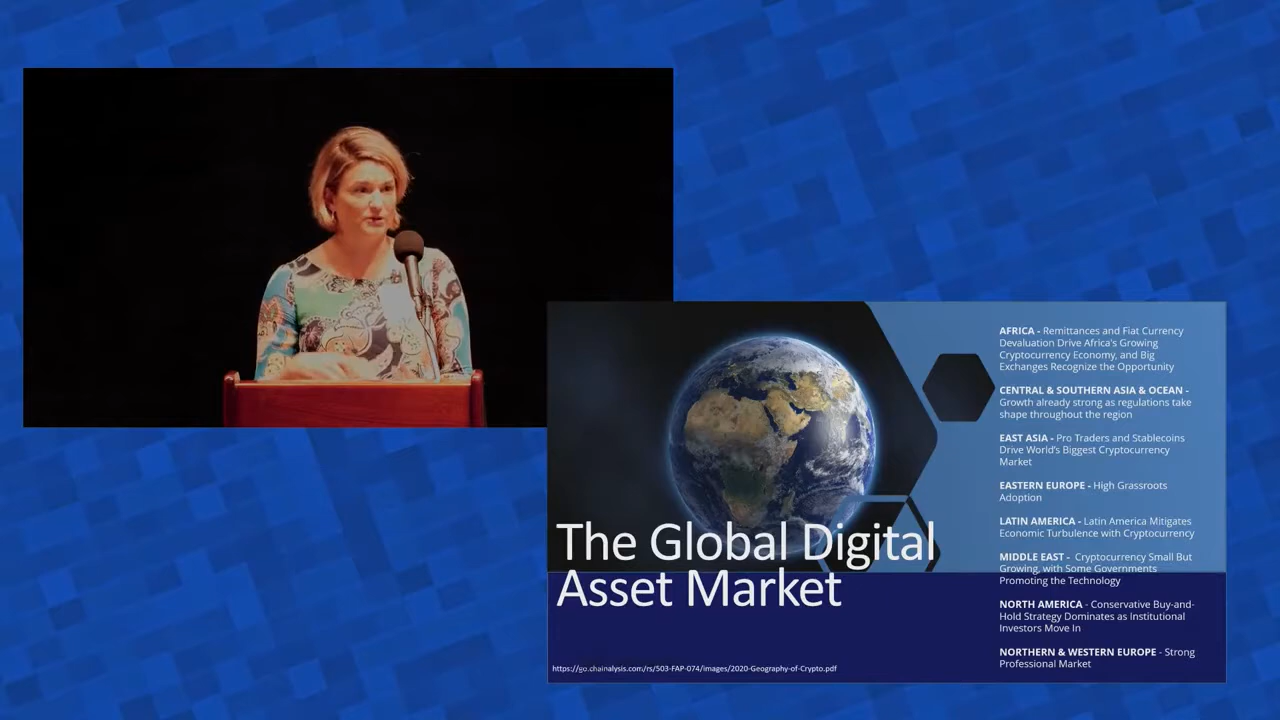 The Global Digital
Asset Market
https://go.chainalysis.com/rs/503-FAP-074/images/2020-Geography-of-Crypto.pdf
AFRICA - Remittances and Fiat Currency
Devaluation Drive Africa's Growing
Cryptocurrency Economy, and Big
Exchanges Recognize the Opportunity
CENTRAL & SOUTHERN ASIA & OCEAN -
Growth already strong as regulations take
shape throughout the region
EAST ASIA - Pro Traders and Stablecoins
Drive World's Biggest Cryptocurrency
Market
EASTERN EUROPE - High Grassroots
Adoption
LATIN AMERICA - Latin America Mitigates
Economic Turbulence with Cryptocurrency
MIDDLE EAST - Cryptocurrency Small But
Growing, with Some Governments
Promoting the Technology
NORTH AMERICA - Conservative Buy-and-
Hold Strategy Dominates as Institutional
Investors Move In
NORTHERN & WESTERN EUROPE - Strong
Professional Market